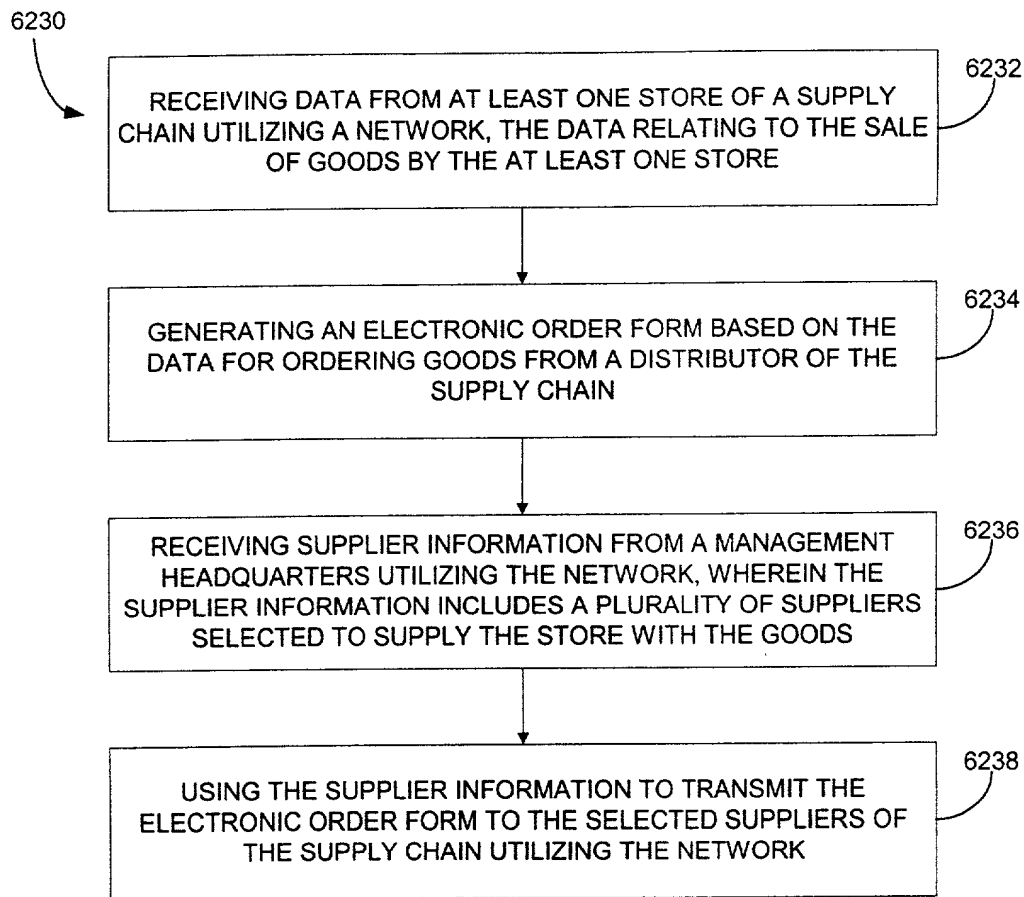 6230
6232
RECEIVING DATA FROM AT LEAST ONE STORE OF A SUPPLY
CHAIN UTILIZING A NETWORK, THE DATA RELATING TO THE SALE
OF GOODS BY THE AT LEAST ONE STORE
6234
GENERATING AN ELECTRONIC ORDER FORM BASED ON THE
DATA FOR ORDERING GOODS FROM A DISTRIBUTOR OF THE
SUPPLY CHAIN
6236
RECEIVING SUPPLIER INFORMATION FROM A MANAGEMENT
HEADQUARTERS UTILIZING THE NETWORK, WHEREIN THE
SUPPLIER INFORMATION INCLUDES A PLURALITY OF SUPPLIERS
SELECTED TO SUPPLY THE STORE WITH THE GOODS
6238
USING THE SUPPLIER INFORMATION TO TRANSMIT THE
ELECTRONIC ORDER FORM TO THE SELECTED SUPPLIERS OF
THE SUPPLY CHAIN UTILIZING THE NETWORK